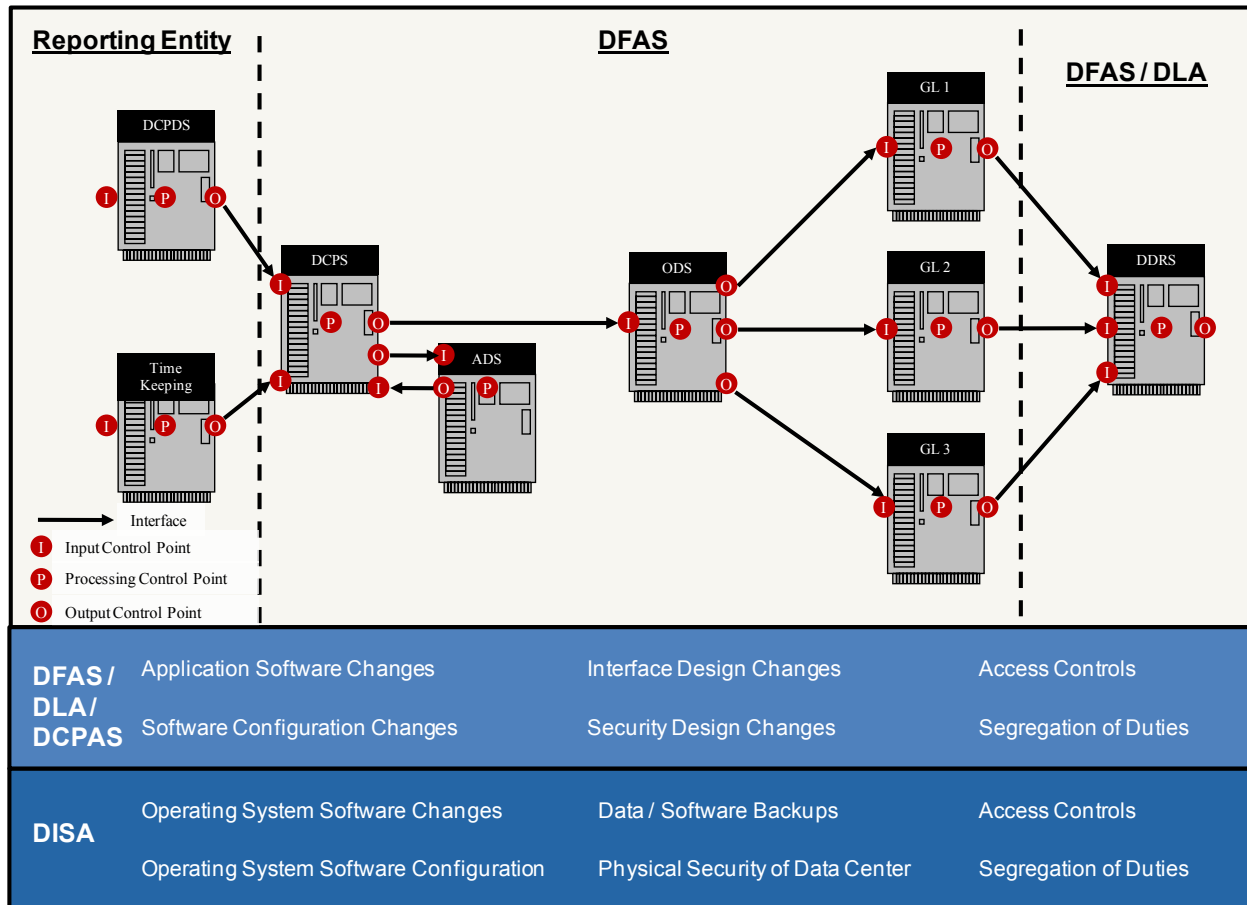 Reporting Entity
DFAS
DFAS / DLA
DCPDS
I
P
O
Time
Keeping
I
P
O
DCPS
I
P
O
O
I
I
ADS
I
O
P
ODS
I
P
O
O
O
GL 1
I
P
O
GL 2
I
P
O
GL 3
I
P
O
DDRS
I
I
I
P
O
Interface
I Input Control Point
P Processing Control Point
O Output Control Point
DFAS /
DLA /
DCPAS
Application Software Changes
Interface Design Changes
Access Controls
Software Configuration Changes
Security Design Changes
Segregation of Duties
DISA
Operating System Software Changes
Data / Software Backups
Access Controls
Operating System Software Configuration
Physical Security of Data Center
Segregation of Duties